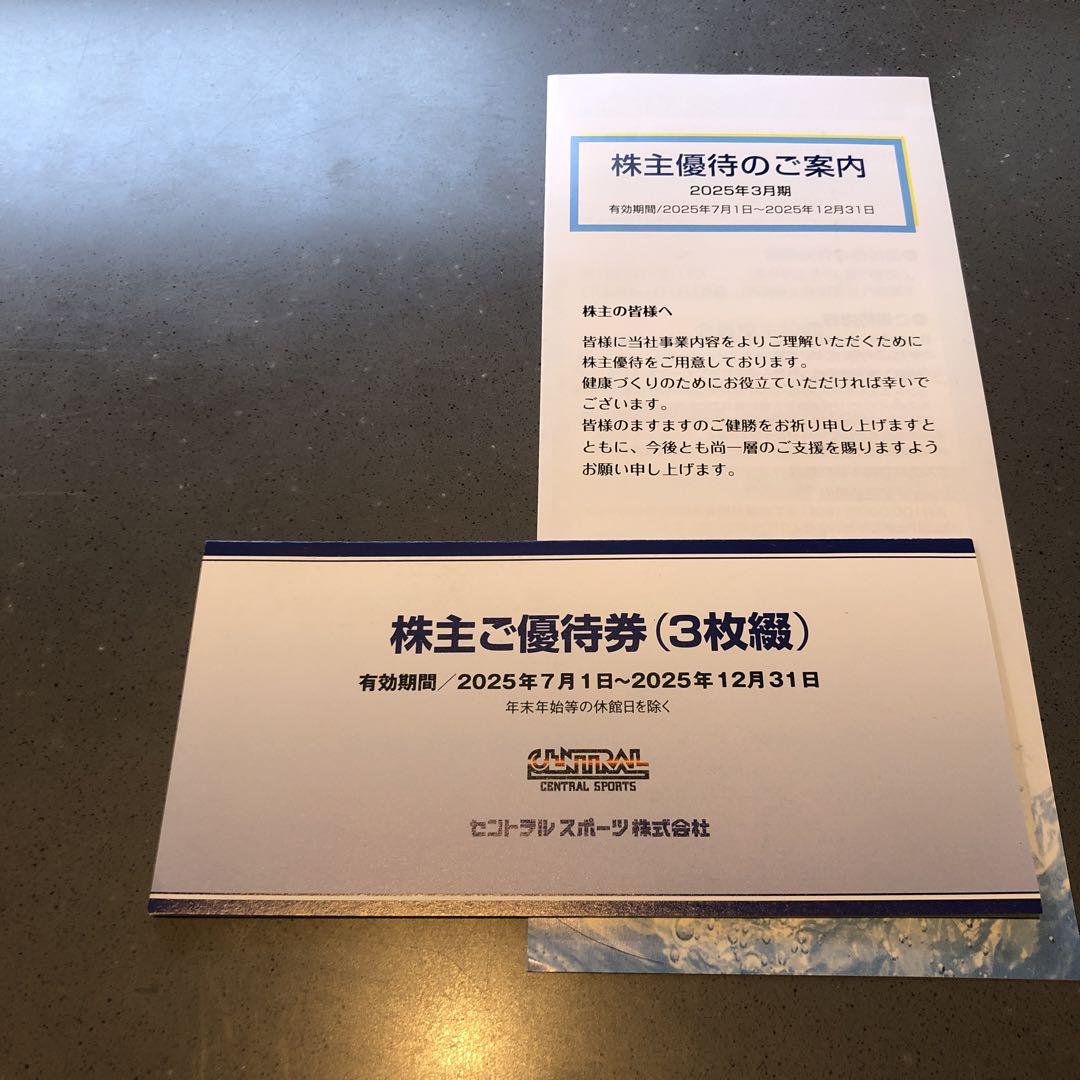 株主優待のご案内
2025年3月期
有効期間/2025年7月1日～2025年12月31日
株主の皆様へ
皆様に当社事業内容をよりご理解いただくために
株主優待をご用意しております。
健康づくりのためにお役立ていただければ幸いで
ございます。
皆様のますますのご健勝をお祈り申し上げますと
ともに、今後とも尚一層のご支援を賜りますよう
お願い申し上げます。
株主ご優待券(3枚綴)
有効期間／2025年7月1日～2025年12月31日
年末年始等の休館日を除く
CENTRAL
CENTRAL SPORTS
セントラルスポーツ株式会社